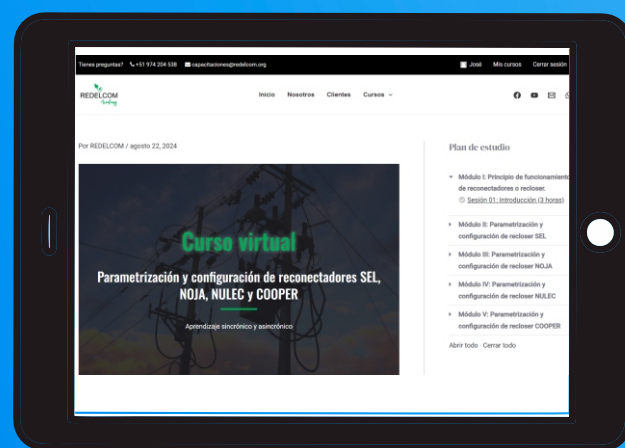 Tienes preguntas? +51 974 204 538 capacitaciones@redelcom.org José Mis cursos Cerrar sesión
REDELCOM
Inicio Nosotros Clientes Cursos
Por REDELCOM / agosto 22, 2024
Curso virtual
Parametrización y configuración de reconectadores SEL,
NOJA, NULEC y COOPER
Aprendizaje sincrónico y asincrónico
Plan de estudio
Módulo I: Principio de funcionamiento
de reconectadores o recloser.
Sesión 01: Introducción (3 horas)
Módulo II: Parametrización y
configuración de recloser SEL
Módulo III: Parametrización y
configuración de recloser NOJA
Módulo IV: Parametrización y
configuración de recloser NULEC
Módulo V: Parametrización y
configuración de recloser COOPER
Abrir todo - Cerrar todo